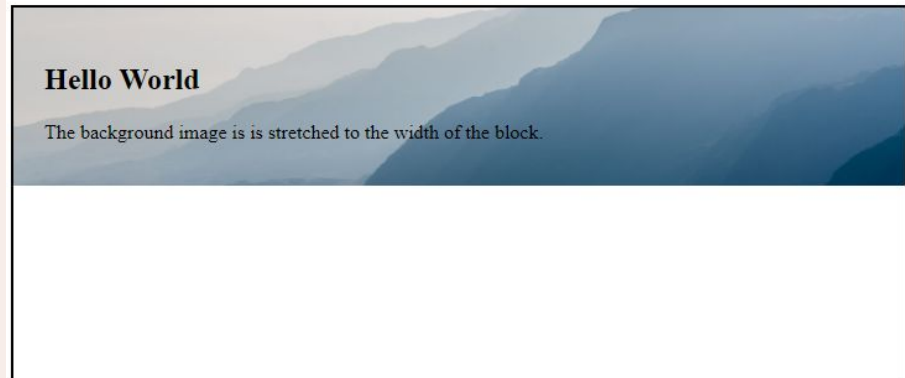 Hello World
The background image is is stretched to the width of the block.